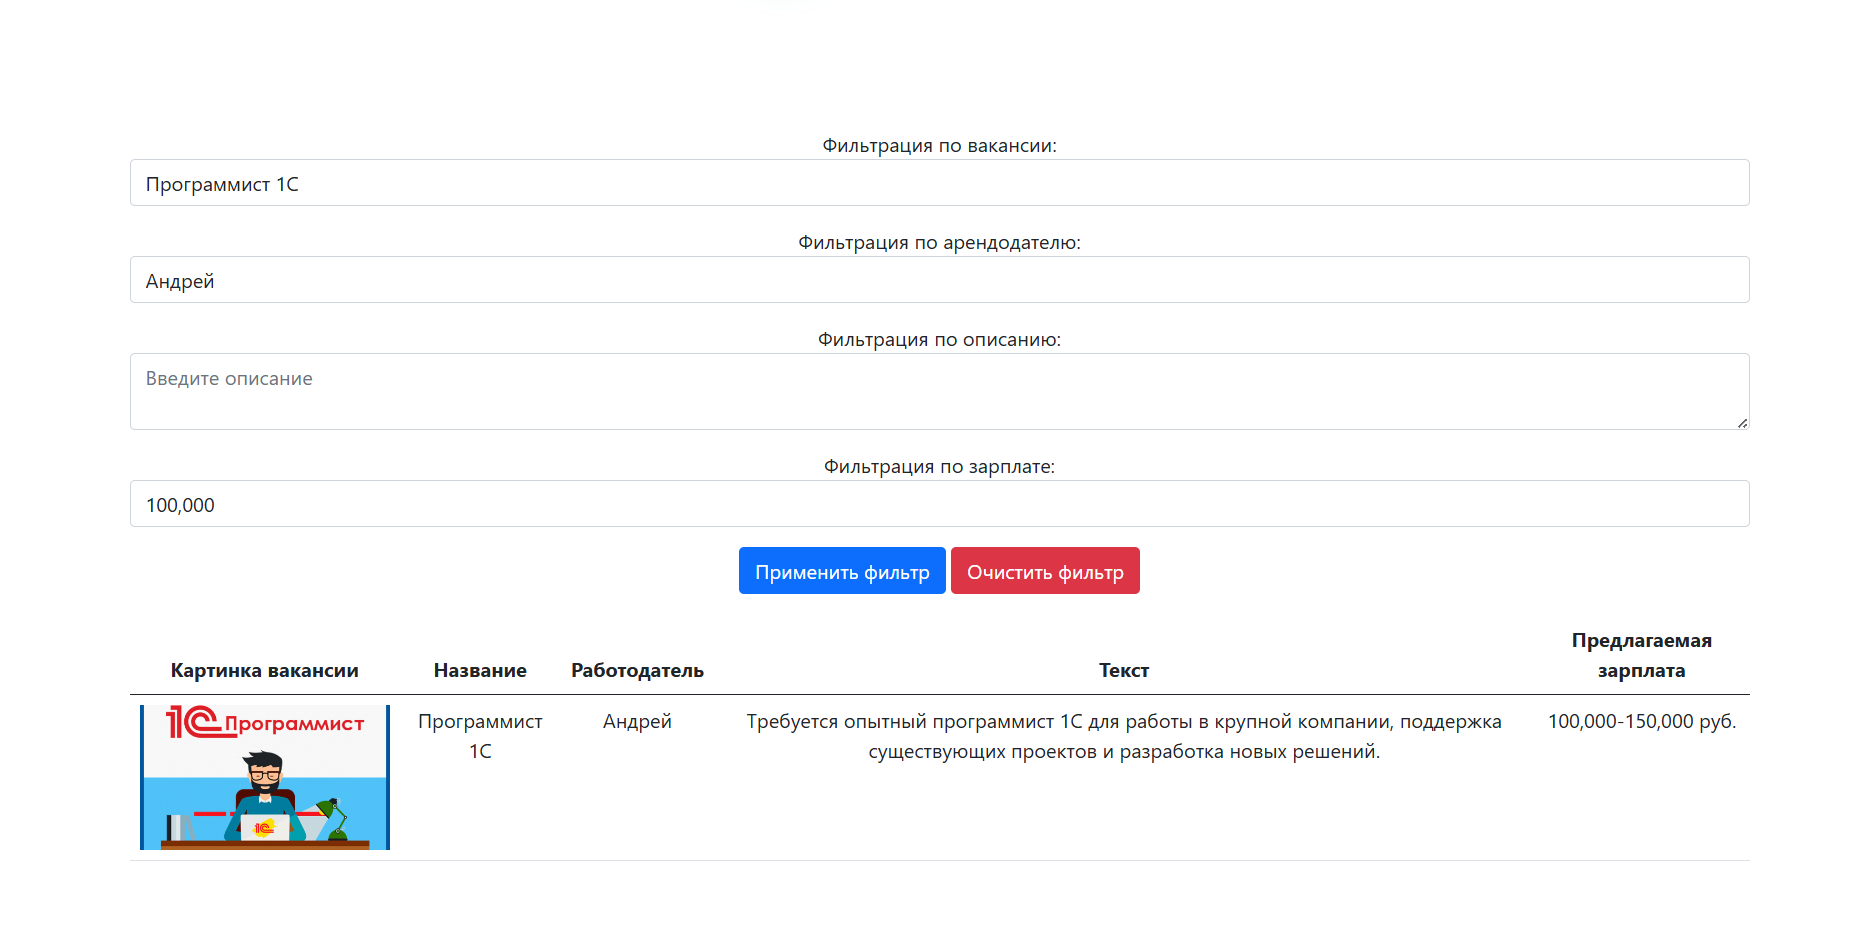 Фильтрация по вакансии:
Программист 1С
Фильтрация по арендодателю:
Андрей
Фильтрация по описанию:
Введите описание
Фильтрация по зарплате:
100,000
Применить фильтр Очистить фильтр
Картинка вакансии Название Работодатель Текст Предлагаемая
зарплата
1С Программист
1С
Программист
1С
Андрей
Требуется опытный программист 1С для работы в крупной компании, поддержка
существующих проектов и разработка новых решений.
100,000-150,000 руб.